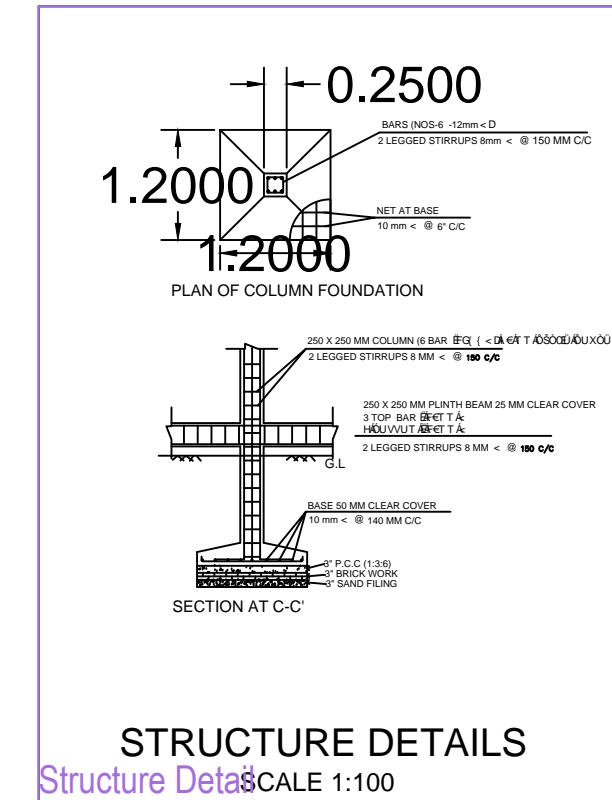 0.2500
BARS (NOS-6 -12mm < D
2 LEGGED STIRRUPS 8mm < @ 150 MM C/C
1.2000
NET AT BASE
10 mm < @ 6" C/C
1.2000
PLAN OF COLUMN FOUNDATION
250 X 250 MM COLUMN (6 BAR
2 LEGGED STIRRUPS 8 MM < @ 150 C/C
250 X 250 MM PLINTH BEAM 25 MM CLEAR COVER
3 TOP BAR
2 LEGGED STIRRUPS 8 MM < @ 150 C/C
G.L
BASE 50 MM CLEAR COVER
10 mm < @ 140 MM C/C
3" P.C.C (1:3:6)
3" BRICK WORK
3" SAND FILING
SECTION AT C-C'
STRUCTURE DETAILS
Structure Detail
SCALE 1:100